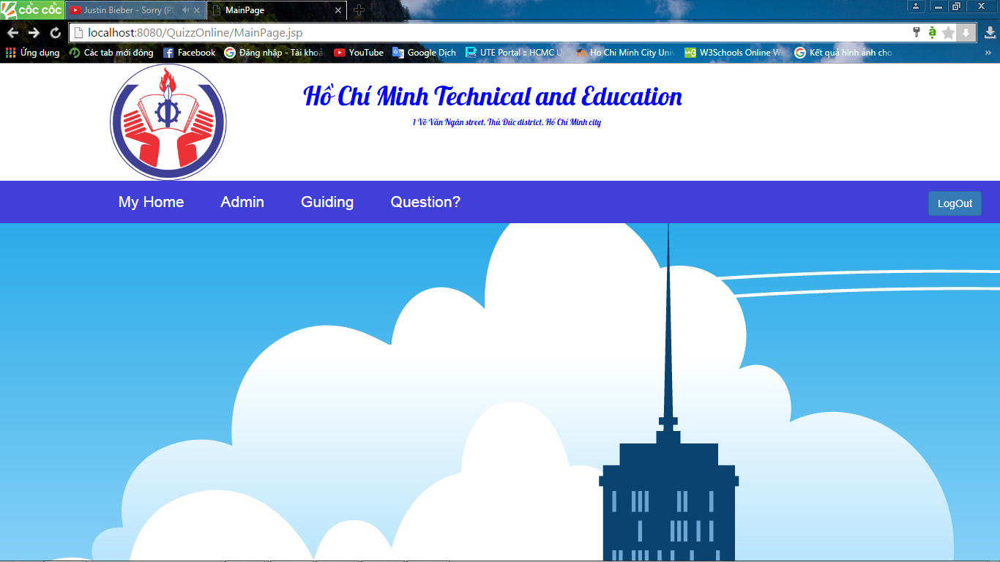 cốc cốc Justin Bieber - Sorry (PU MainPage
localhost:8080/QuizzOnline/MainPage.jsp
Ứng dụng Các tab mới đóng Facebook Đăng nhập - Tài khoả YouTube Google Dịch UTE Portal :: HCMC U Ho Chi Minh City Univ W3Schools Online We Kết quả hình ảnh cho »
Hồ Chí Minh Technical and Education
1 Võ Văn Ngân street, Thủ Đức district, Hồ Chí Minh city
My Home Admin Guiding Question? LogOut